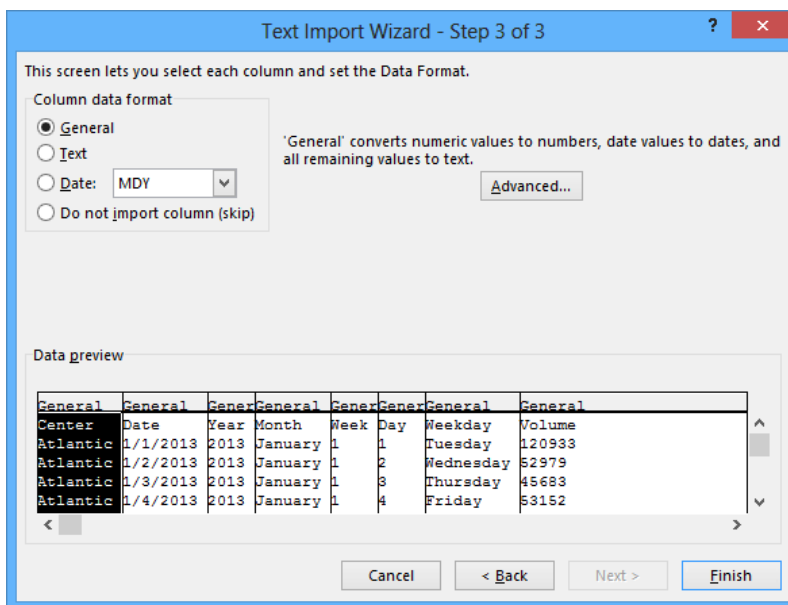 Text Import Wizard - Step 3 of 3 ?
This screen lets you select each column and set the Data Format.
Column data format
General
Text
Date: MDY
Do not import column (skip)
'General' converts numeric values to numbers, date values to dates, and
all remaining values to text.
Advanced...
Data preview
General General Gener General Gener Gener General General
Center Date Year Month Week Day Weekday Volume
Atlantic 1/1/2013 2013 January 1 1 Tuesday 120933
Atlantic 1/2/2013 2013 January 1 2 Wednesday 52979
Atlantic 1/3/2013 2013 January 1 3 Thursday 45683
Atlantic 1/4/2013 2013 January 1 4 Friday 53152
Cancel < Back Next > Finish